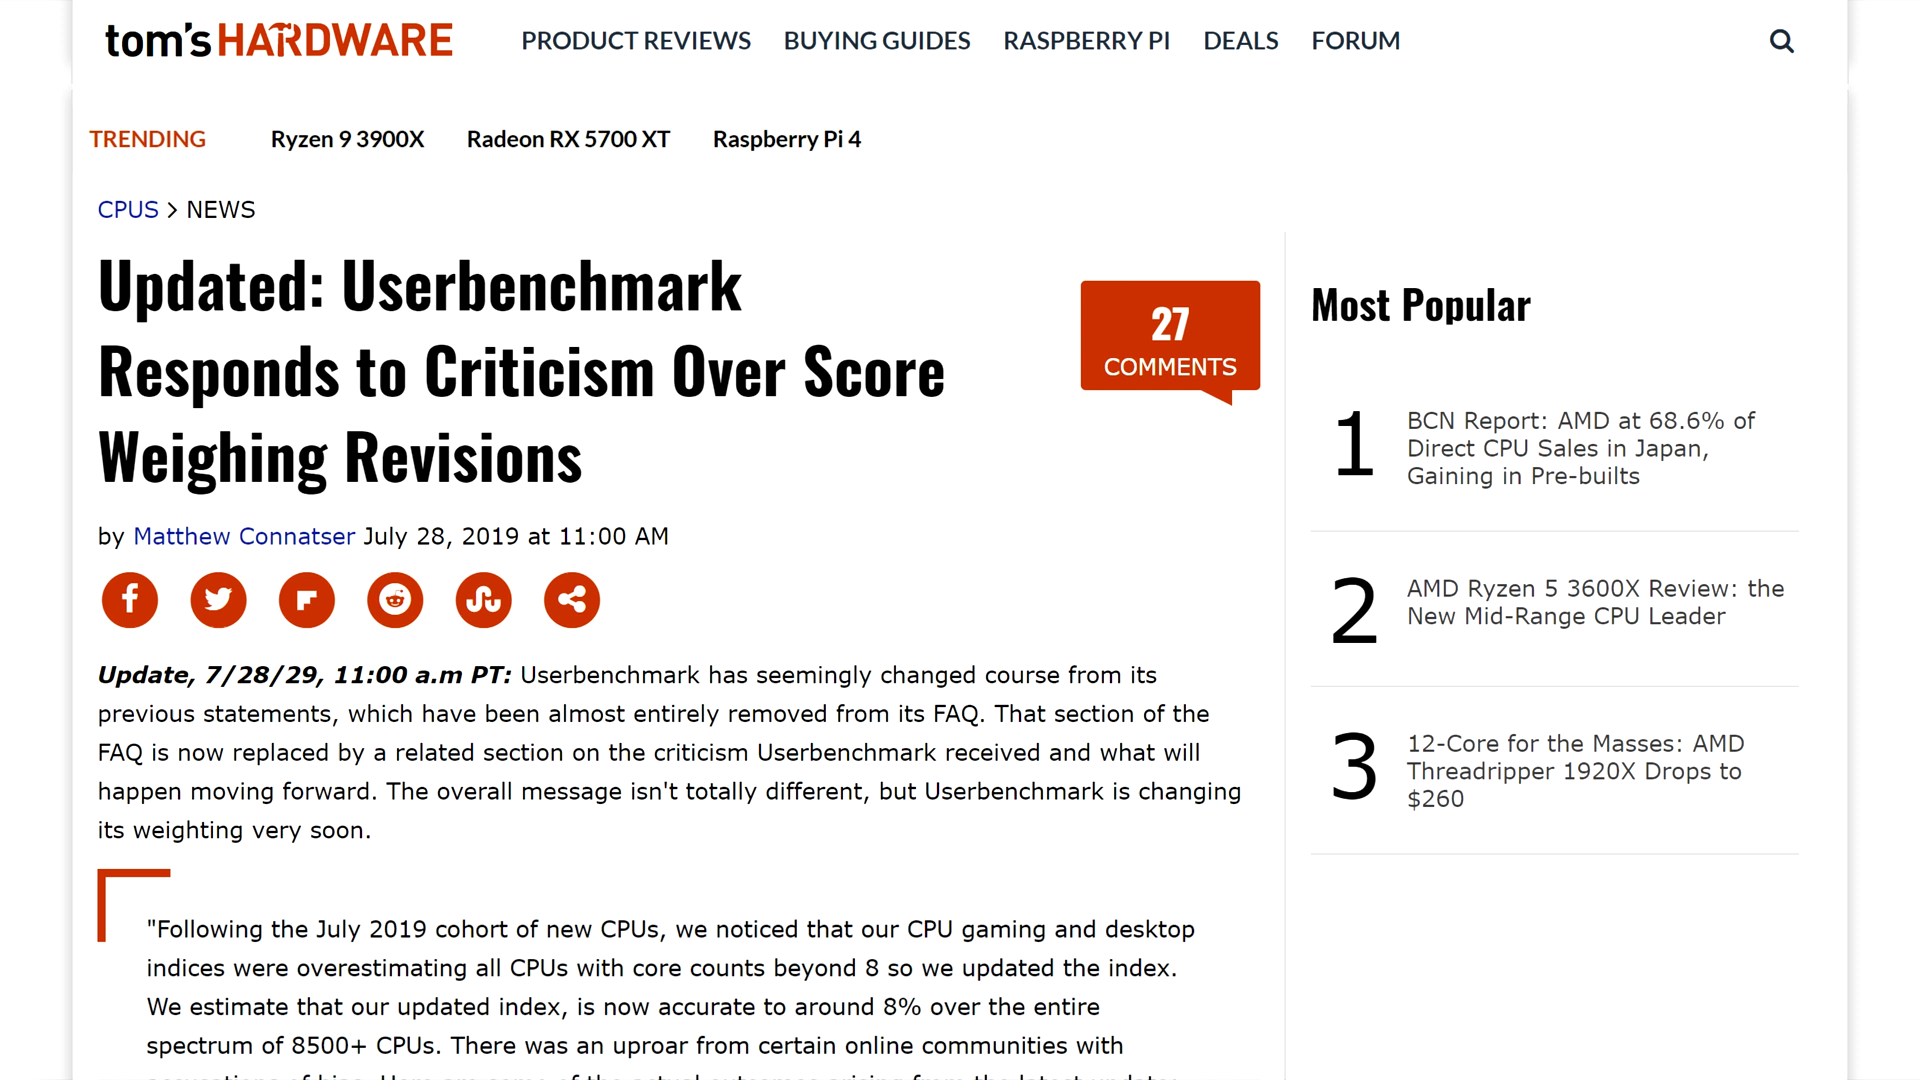 tom's HARDWARE
PRODUCT REVIEWS BUYING GUIDES RASPBERRY PI DEALS FORUM
TRENDING Ryzen 9 3900X Radeon RX 5700 XT Raspberry Pi 4
CPUS > NEWS
Updated: Userbenchmark
Responds to Criticism Over Score
Weighing Revisions
27
COMMENTS
by Matthew Connatser July 28, 2019 at 11:00 AM
Update, 7/28/29, 11:00 a.m PT: Userbenchmark has seemingly changed course from its
previous statements, which have been almost entirely removed from its FAQ. That section of the
FAQ is now replaced by a related section on the criticism Userbenchmark received and what will
happen moving forward. The overall message isn't totally different, but Userbenchmark is changing
its weighting very soon.
"Following the July 2019 cohort of new CPUs, we noticed that our CPU gaming and desktop
indices were overestimating all CPUs with core counts beyond 8 so we updated the index.
We estimate that our updated index, is now accurate to around 8% over the entire
spectrum of 8500+ CPUs. There was an uproar from certain online communities with
Most Popular
1
BCN Report: AMD at 68.6% of
Direct CPU Sales in Japan,
Gaining in Pre-builts
2
AMD Ryzen 5 3600X Review: the
New Mid-Range CPU Leader
3
12-Core for the Masses: AMD
Threadripper 1920X Drops to
$260